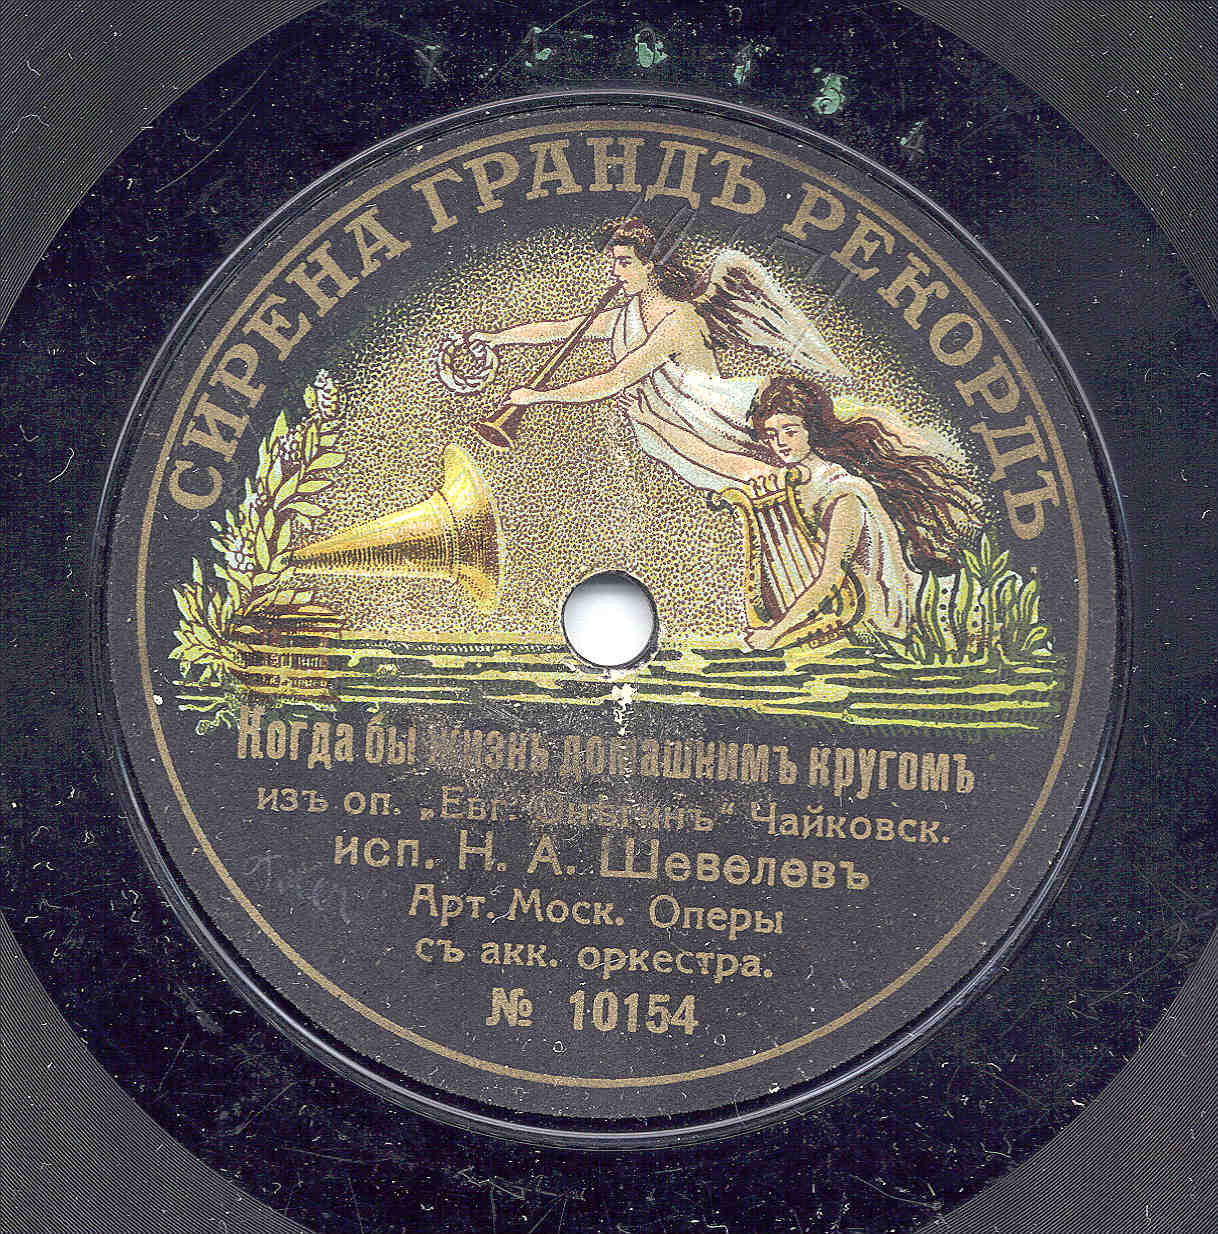 СИРЕНА ГРАНДЪ РЕКОРДЪ
Когда бы жизнь домашнимъ кругомъ
изъ оп. „Евг. Онѣгинъ“ Чайковск.
исп. Н. А. Шевелевъ
Арт. Моск. Оперы
съ акк. оркестра.
№ 10154